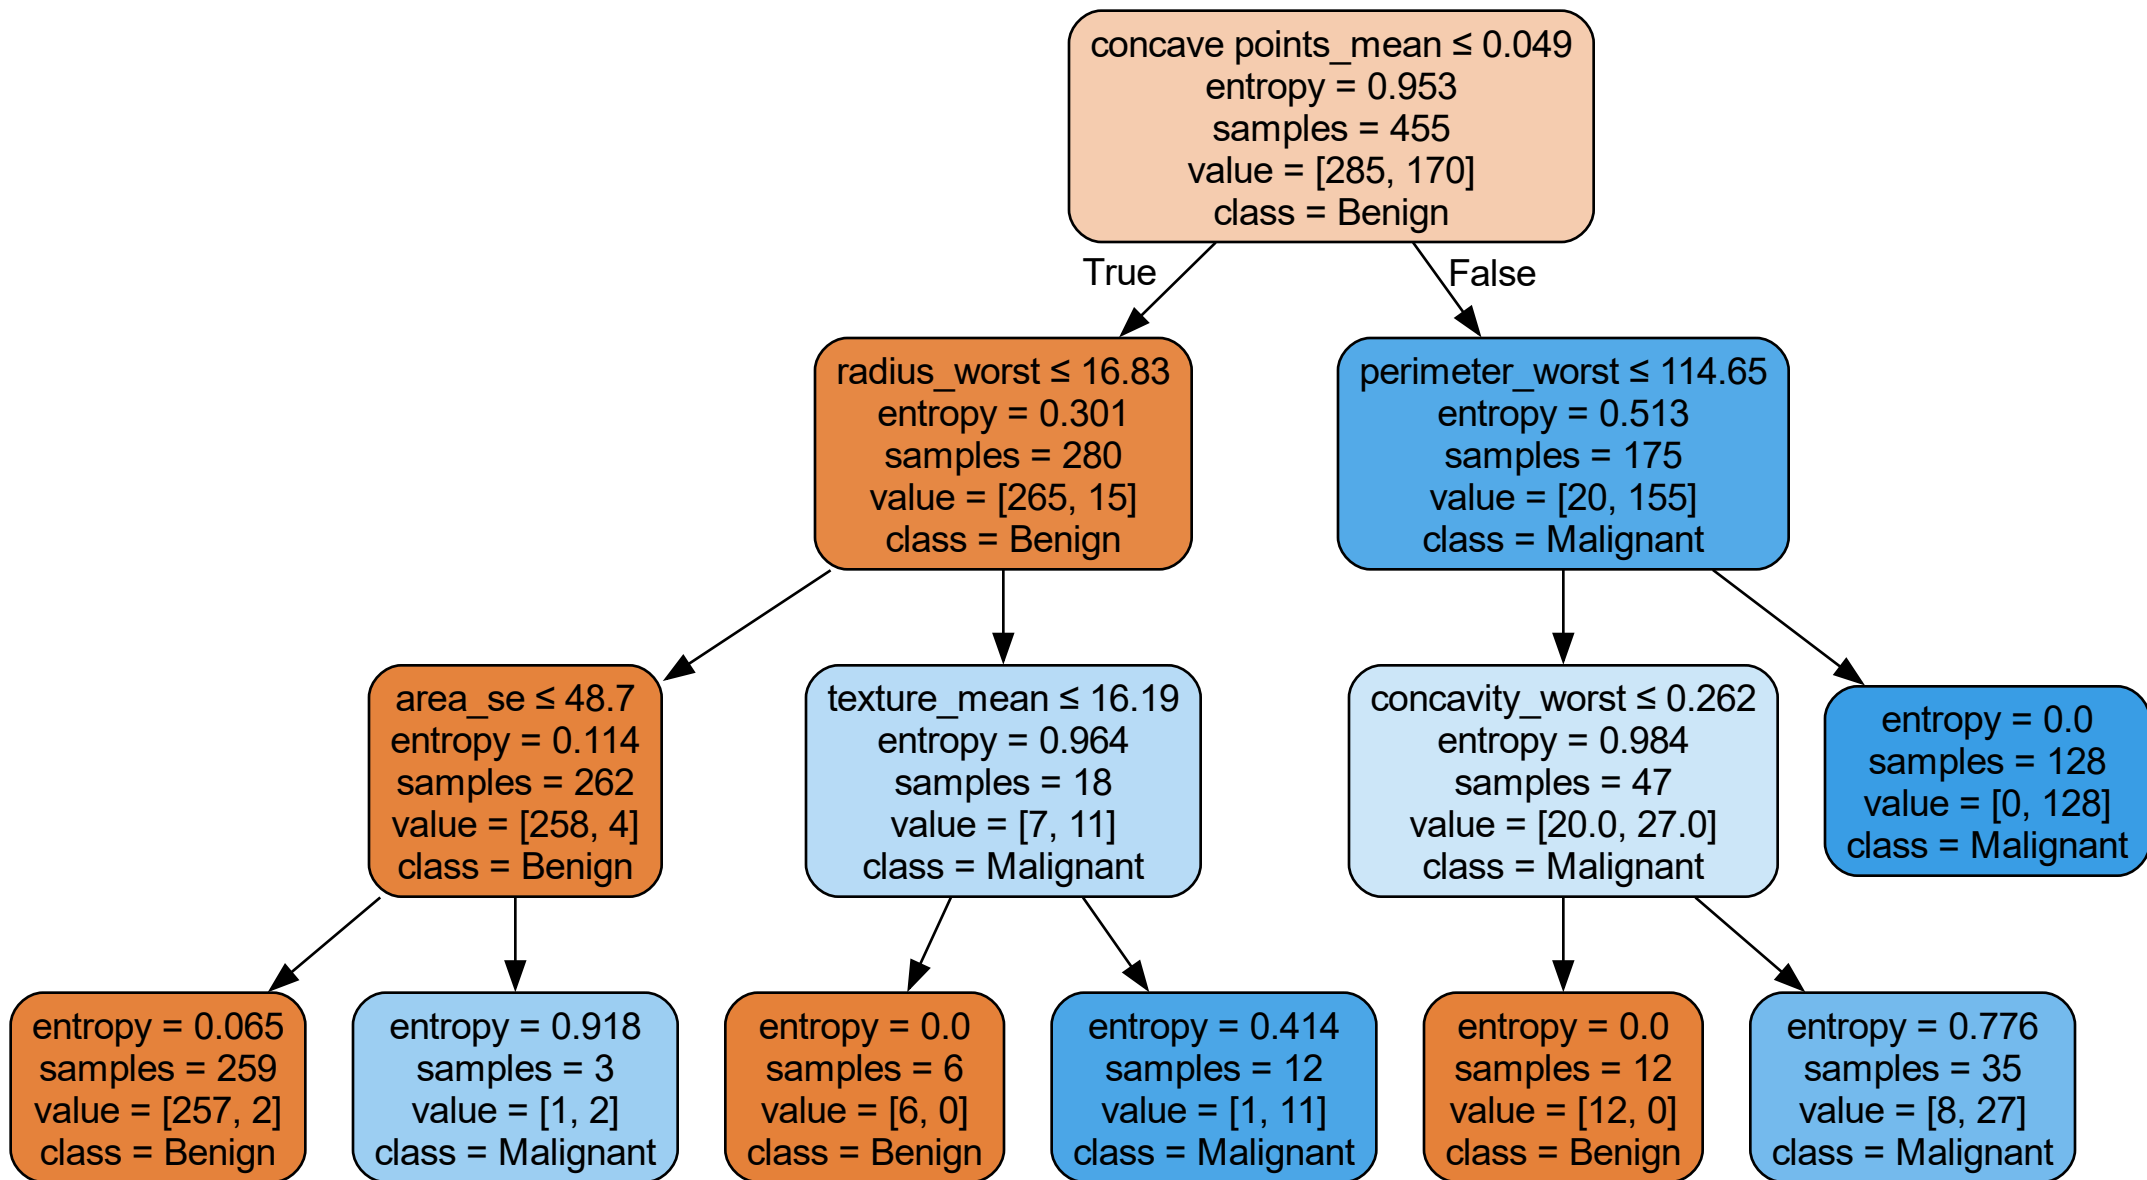 concave points_mean ≤ 0.049
entropy = 0.953
samples = 455
value = [285, 170]
class = Benign
True
False
radius_worst ≤ 16.83
entropy = 0.301
samples = 280
value = [265, 15]
class = Benign
perimeter_worst ≤ 114.65
entropy = 0.513
samples = 175
value = [20, 155]
class = Malignant
area_se ≤ 48.7
entropy = 0.114
samples = 262
value = [258, 4]
class = Benign
texture_mean ≤ 16.19
entropy = 0.964
samples = 18
value = [7, 11]
class = Malignant
concavity_worst ≤ 0.262
entropy = 0.984
samples = 47
value = [20.0, 27.0]
class = Malignant
entropy = 0.0
samples = 128
value = [0, 128]
class = Malignant
entropy = 0.065
samples = 259
value = [257, 2]
class = Benign
entropy = 0.918
samples = 3
value = [1, 2]
class = Malignant
entropy = 0.0
samples = 6
value = [6, 0]
class = Benign
entropy = 0.414
samples = 12
value = [1, 11]
class = Malignant
entropy = 0.0
samples = 12
value = [12, 0]
class = Benign
entropy = 0.776
samples = 35
value = [8, 27]
class = Malignant